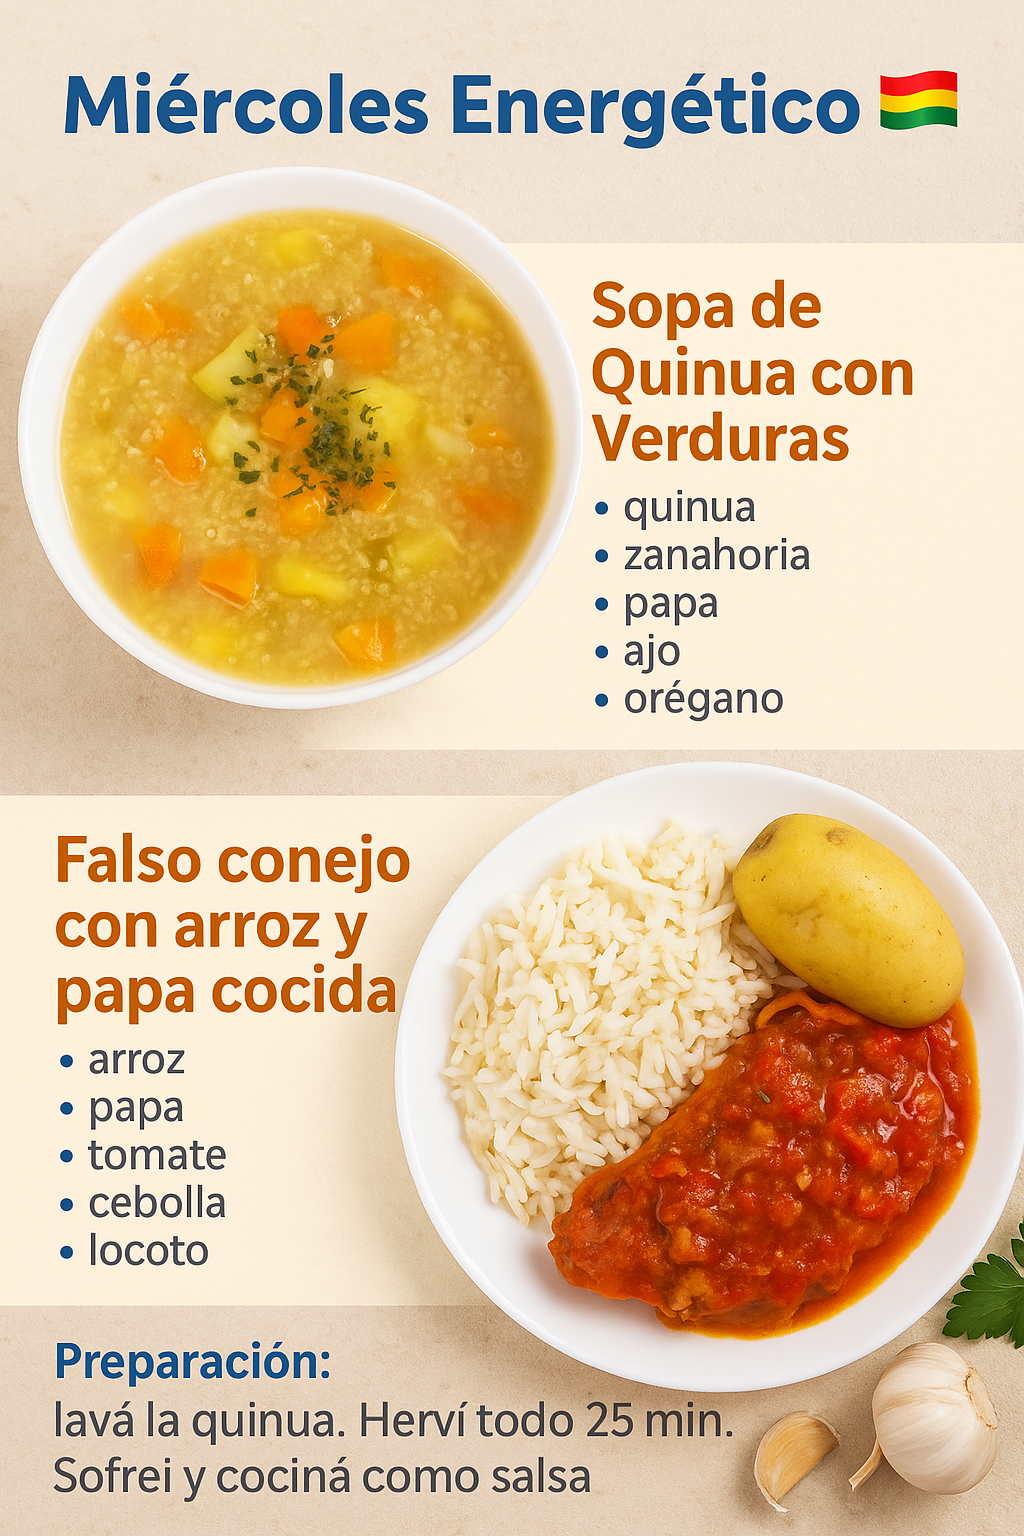 Miércoles Energético
Sopa de
Quinua con
Verduras
• quinua
• zanahoria
• papa
• ajo
• orégano
Falso conejo
con arroz y
papa cocida
• arroz
• papa
• tomate
• cebolla
• locoto
Preparación:
lavá la quinua. Herví todo 25 min.
Sofrei y cociná como salsa